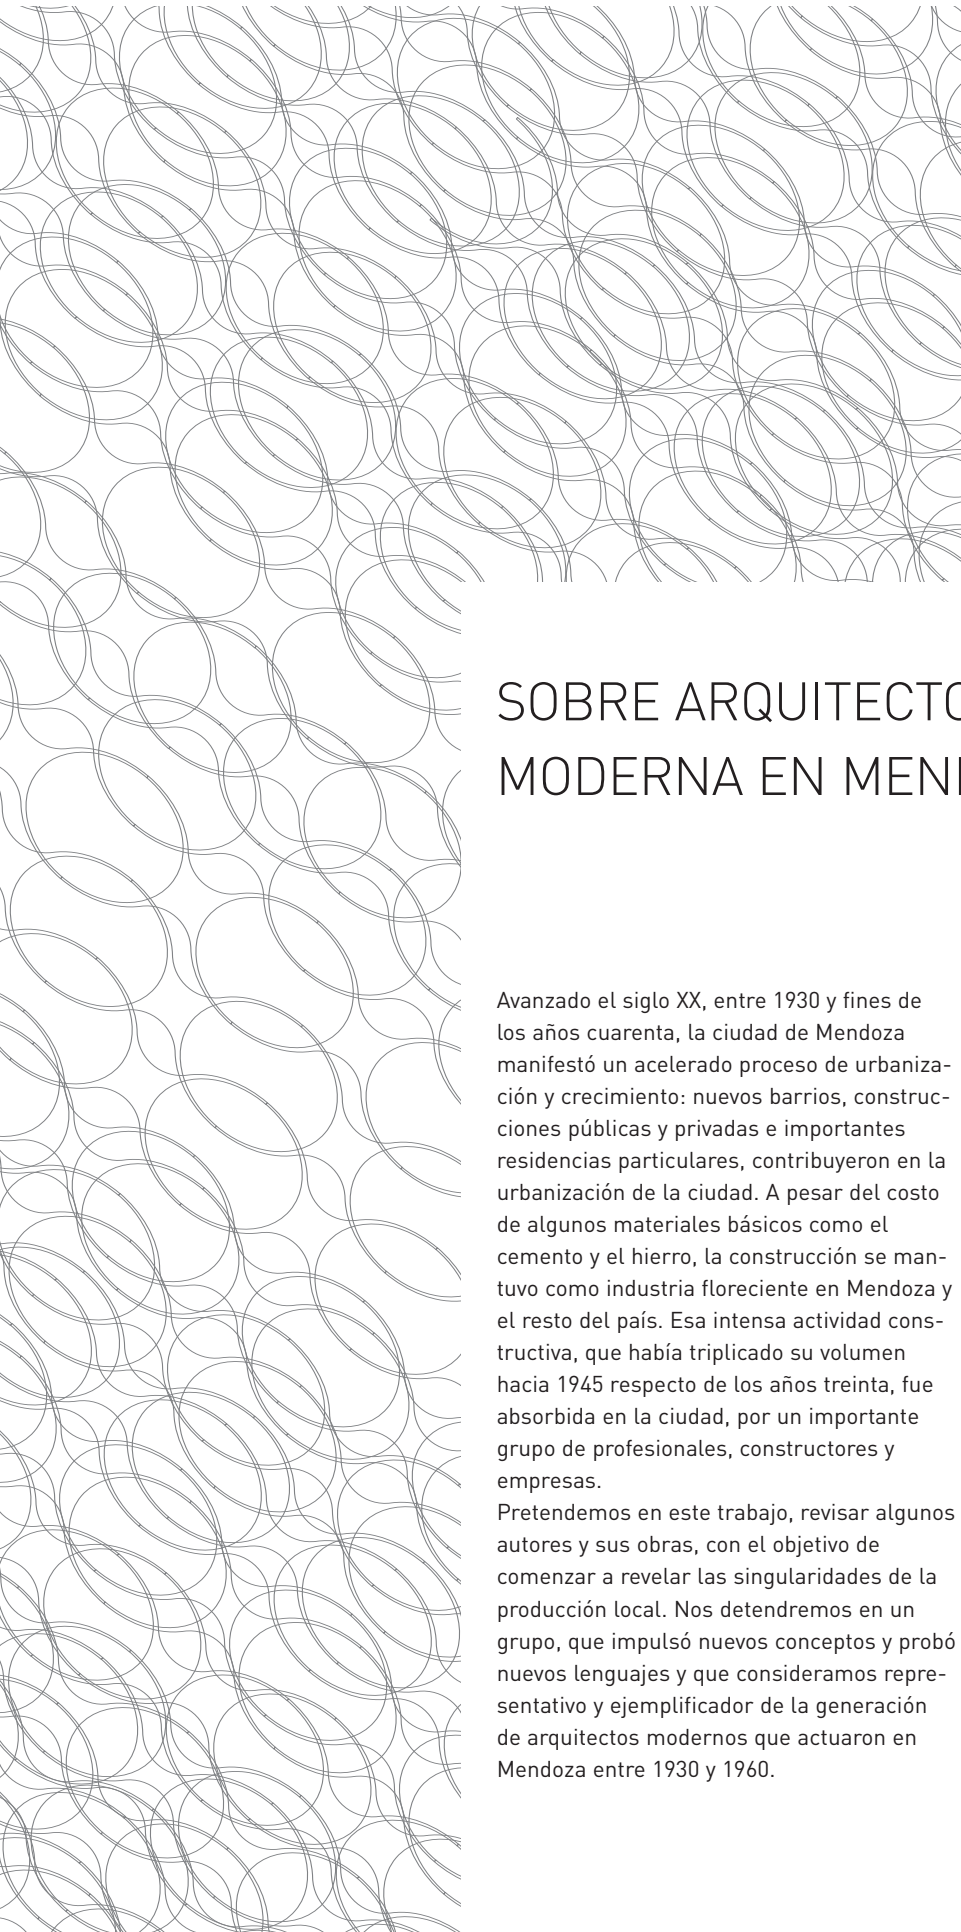 SOBRE ARQUITECTO
MODERNA EN MEN
Avanzado el siglo XX, entre 1930 y fines de
los años cuarenta, la ciudad de Mendoza
manifestó un acelerado proceso de urbaniza-
ción y crecimiento: nuevos barrios, construc-
ciones públicas y privadas e importantes
residencias particulares, contribuyeron en la
urbanización de la ciudad. A pesar del costo
de algunos materiales básicos como el
cemento y el hierro, la construcción se man-
tuvo como industria floreciente en Mendoza y
el resto del país. Esa intensa actividad cons-
tructiva, que había triplicado su volumen
hacia 1945 respecto de los años treinta, fue
absorbida en la ciudad, por un importante
grupo de profesionales, constructores y
empresas.
Pretendemos en este trabajo, revisar algunos
autores y sus obras, con el objetivo de
comenzar a revelar las singularidades de la
producción local. Nos detendremos en un
grupo, que impulsó nuevos conceptos y probó
nuevos lenguajes y que consideramos repre-
sentativo y ejemplificador de la generación
de arquitectos modernos que actuaron en
Mendoza entre 1930 y 1960.